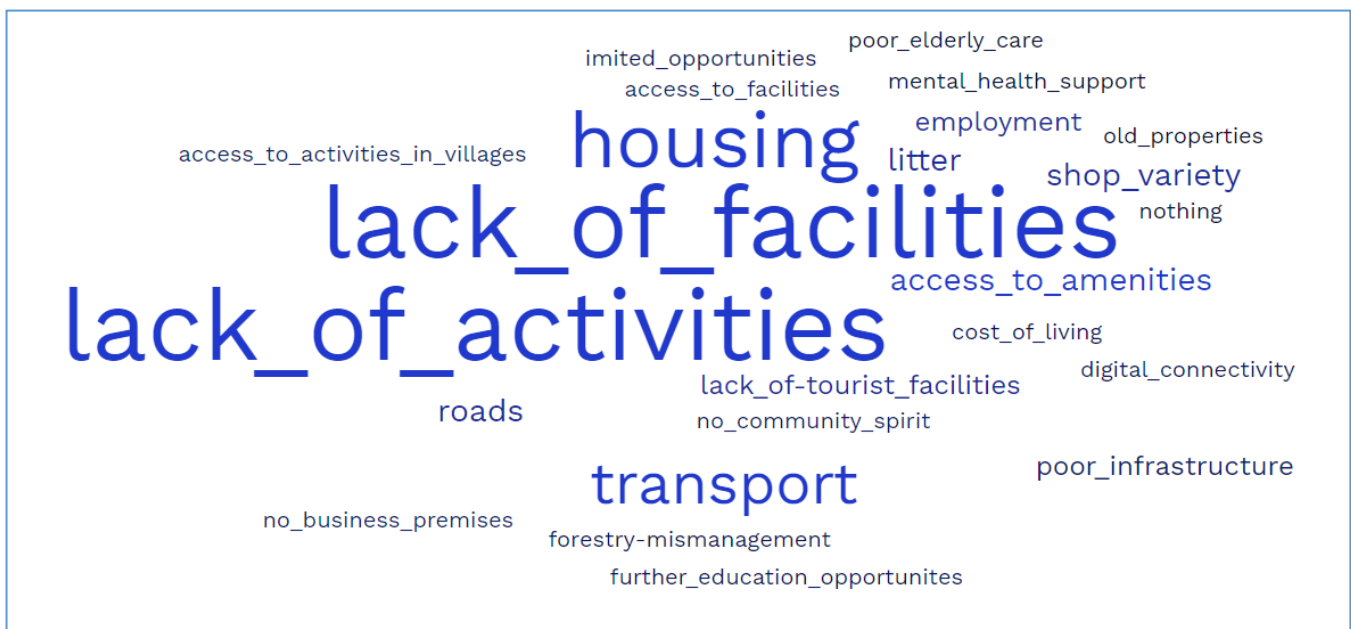 poor_elderly_care
imited_opportunities
mental_health_support
access_to_facilities
housing
employment
old_properties
access_to_activities_in_villages
litter
shop_variety
lack_of_facilities
nothing
access_to_amenities
lack_of_activities
cost_of_living
digital_connectivity
lack_of-tourist_facilities
roads
no_community_spirit
poor_infrastructure
transport
no_business_premises
forestry-mismanagement
further_education_opportunites